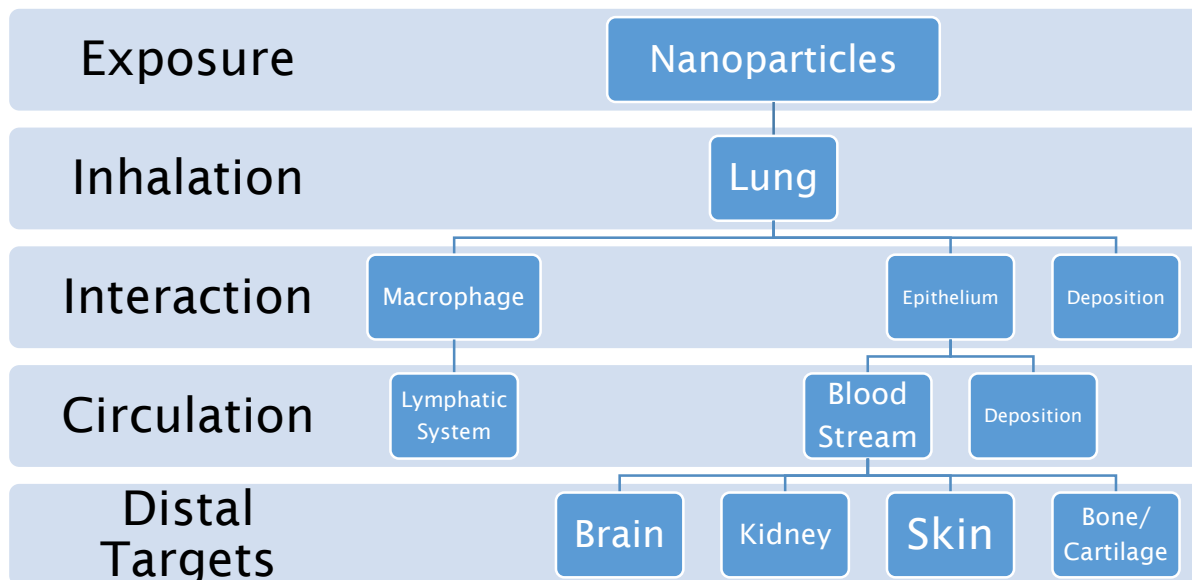 Exposure
Nanoparticles
Inhalation
Lung
Interaction
Macrophage
Epithelium
Deposition
Circulation
Lymphatic
System
Blood
Stream
Deposition
Distal
Targets
Brain
Kidney
Skin
Bone/
Cartilage